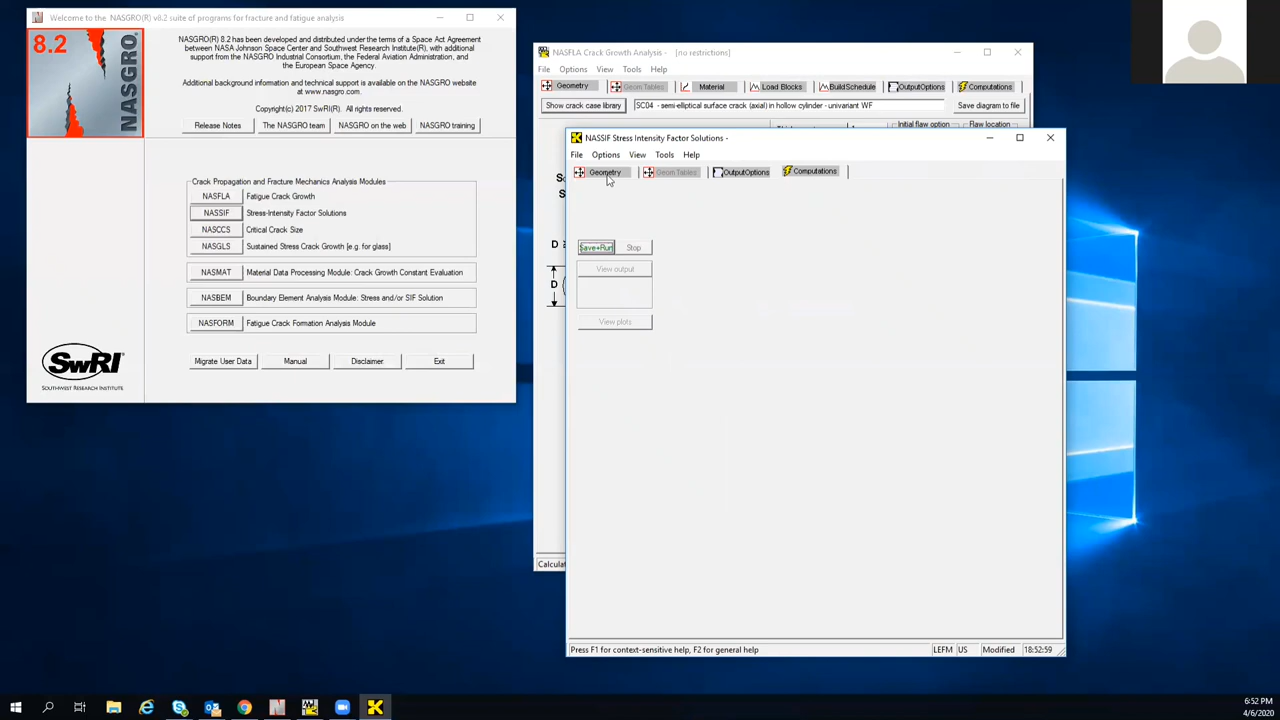 Welcome to the NASGRO(R) v8.2 suite of programs for fracture and fatigue analysis
8.2
NASGRO
NASGRO(R) 8.2 has been developed and distributed under the terms of a Space Act Agreement
between NASA Johnson Space Center and Southwest Research Institute(R), with additional
support from the NASGRO Industrial Consortium, the Federal Aviation Administration, and
the European Space Agency.
Additional background information and technical support is available on the NASGRO website
at www.nasgro.com.
Copyright(c) 2017 SwRI(R). All rights reserved.
Release Notes
The NASGRO team
NASGRO on the web
NASGRO training
Crack Propagation and Fracture Mechanics Analysis Modules
NASFLA Fatigue Crack Growth
NASSIF Stress-Intensity Factor Solutions
NASCCS Critical Crack Size
NASGLS Sustained Stress Crack Growth [e.g. for glass]
NASMAT Material Data Processing Module: Crack Growth Constant Evaluation
NASBEM Boundary Element Analysis Module: Stress and/or SIF Solution
NASFORM Fatigue Crack Formation Analysis Module
SwRI
SOUTHWEST RESEARCH INSTITUTE
Migrate User Data
Manual
Disclaimer
Exit
NASFLA Crack Growth Analysis - [no restrictions]
File Options View Tools Help
Geometry Geom Tables Material Load Blocks BuildSchedule OutputOptions Computations
Show crack case library
SC04 - semi-elliptical surface crack (axial) in hollow cylinder - univariant WF
Save diagram to file
Initial flaw option
Flaw location
S
S
D
D
Calculat
NASSIF Stress Intensity Factor Solutions -
File Options View Tools Help
Geometry Geom Tables OutputOptions Computations
Save+Run Stop
View output
View plots
Press F1 for context-sensitive help, F2 for general help
LEFM US Modified 18:52:59
6:52 PM
4/6/2020